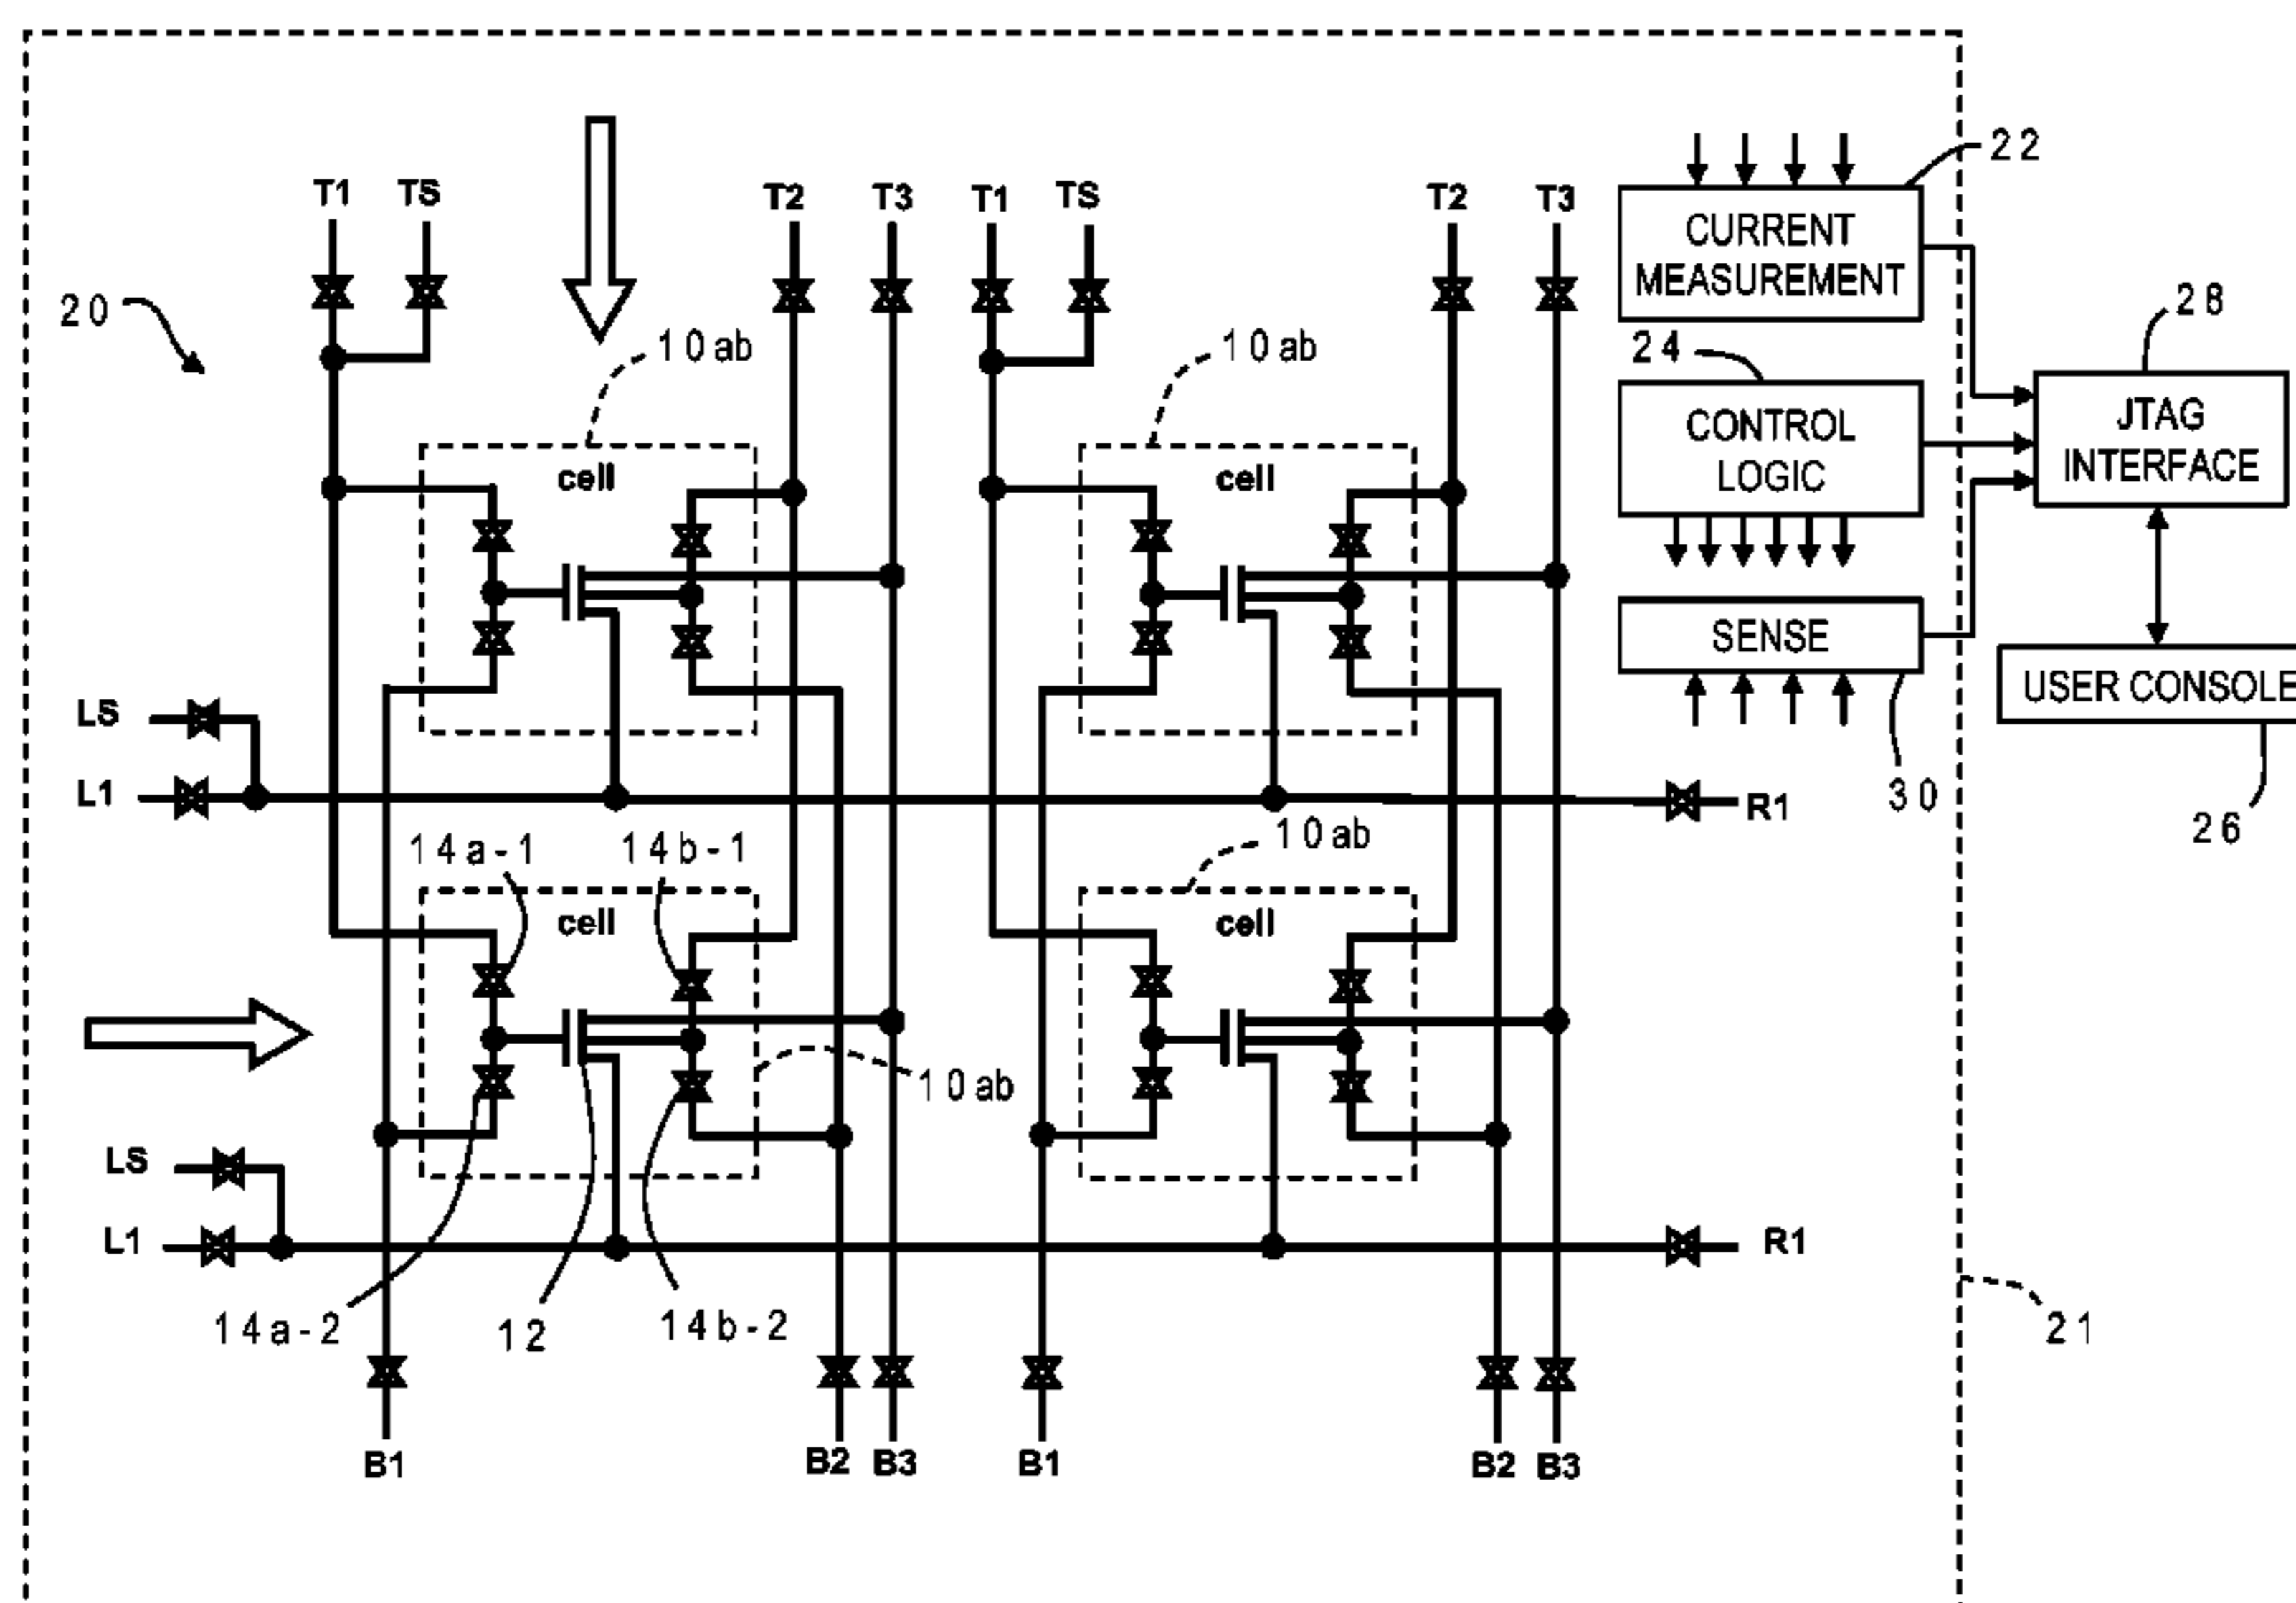 22
T1 TS T2 T3 T1 TS T2 T3
CURRENT
MEASUREMENT
20
28
10ab
10ab
24
JTAG
INTERFACE
CONTROL
LOGIC
cell
cell
SENSE
USER CONSOLE
LS
L1
R1
30
26
14a-1
14b-1
10ab
cell
cell
10ab
LS
L1
R1
14a-2
12
14b-2
21
B1 B2 B3 B1 B2 B3